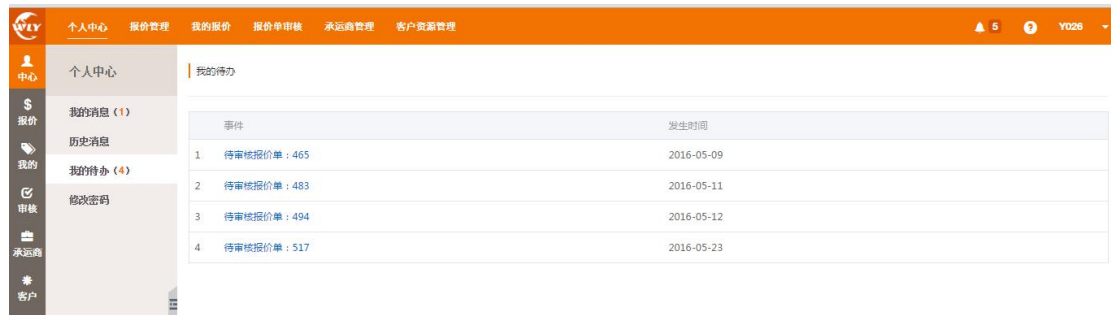 WLY 个人中心 报价管理 我的报价 报价单审核 承运商管理 客户资源管理 5 ? Y026
中心
$
报价
我的
审核
承运商
客户
个人中心
我的消息（1）
历史消息
我的待办（4）
修改密码
我的待办
事件 发生时间
1 待审核报价单：465 2016-05-09
2 待审核报价单：483 2016-05-11
3 待审核报价单：494 2016-05-12
4 待审核报价单：517 2016-05-23